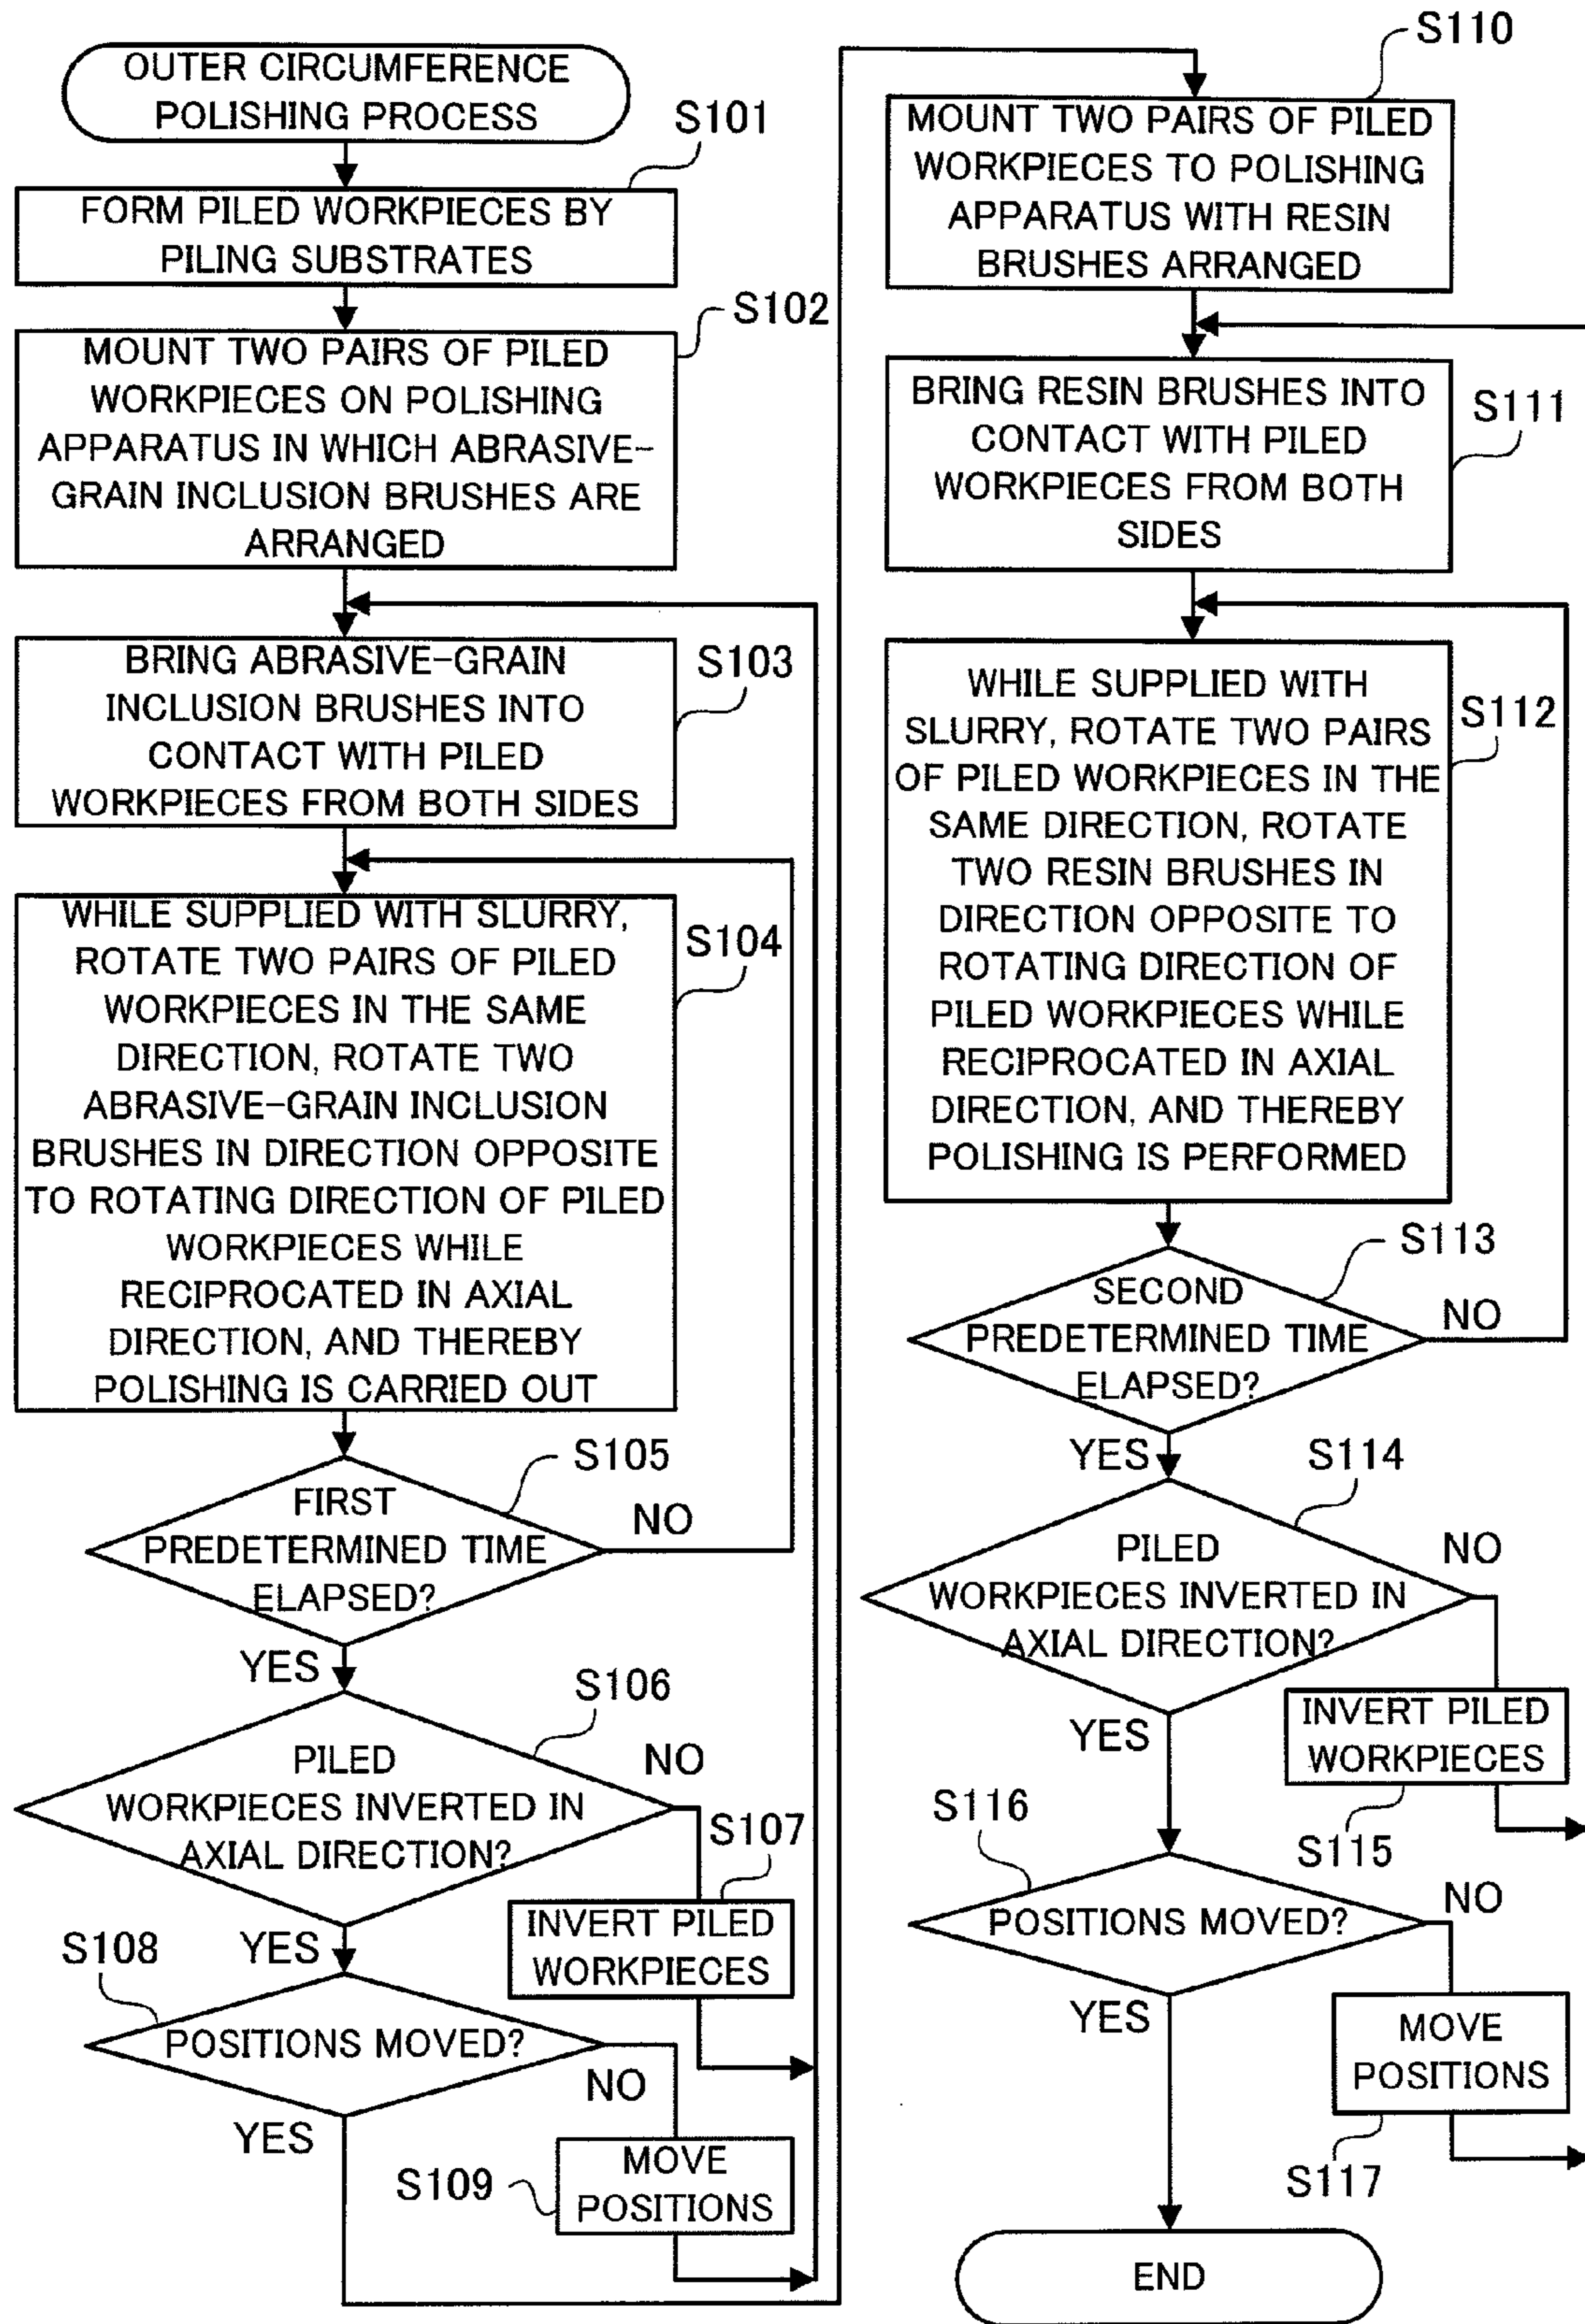 OUTER CIRCUMFERENCE
POLISHING PROCESS
S101
FORM PILED WORKPIECES BY
PILING SUBSTRATES
S102
MOUNT TWO PAIRS OF PILED
WORKPIECES ON POLISHING
APPARATUS IN WHICH ABRASIVE-
GRAIN INCLUSION BRUSHES ARE
ARRANGED
S103
BRING ABRASIVE-GRAIN
INCLUSION BRUSHES INTO
CONTACT WITH PILED
WORKPIECES FROM BOTH SIDES
S104
WHILE SUPPLIED WITH SLURRY,
ROTATE TWO PAIRS OF PILED
WORKPIECES IN THE SAME
DIRECTION, ROTATE TWO
ABRASIVE-GRAIN INCLUSION
BRUSHES IN DIRECTION OPPOSITE
TO ROTATING DIRECTION OF PILED
WORKPIECES WHILE
RECIPROCATED IN AXIAL
DIRECTION, AND THEREBY
POLISHING IS CARRIED OUT
S105
FIRST
PREDETERMINED TIME
ELAPSED?
NO
YES
S106
PILED
WORKPIECES INVERTED IN
AXIAL DIRECTION?
NO
S107
INVERT PILED
WORKPIECES
YES
S108
POSITIONS MOVED?
NO
YES
S109
MOVE
POSITIONS
S110
MOUNT TWO PAIRS OF PILED
WORKPIECES TO POLISHING
APPARATUS WITH RESIN
BRUSHES ARRANGED
S111
BRING RESIN BRUSHES INTO
CONTACT WITH PILED
WORKPIECES FROM BOTH
SIDES
S112
WHILE SUPPLIED WITH
SLURRY, ROTATE TWO PAIRS
OF PILED WORKPIECES IN THE
SAME DIRECTION, ROTATE
TWO RESIN BRUSHES IN
DIRECTION OPPOSITE TO
ROTATING DIRECTION OF
PILED WORKPIECES WHILE
RECIPROCATED IN AXIAL
DIRECTION, AND THEREBY
POLISHING IS PERFORMED
S113
SECOND
PREDETERMINED TIME
ELAPSED?
NO
YES
S114
PILED
WORKPIECES INVERTED IN
AXIAL DIRECTION?
NO
INVERT PILED
WORKPIECES
S115
YES
S116
POSITIONS MOVED?
NO
YES
MOVE
POSITIONS
S117
END